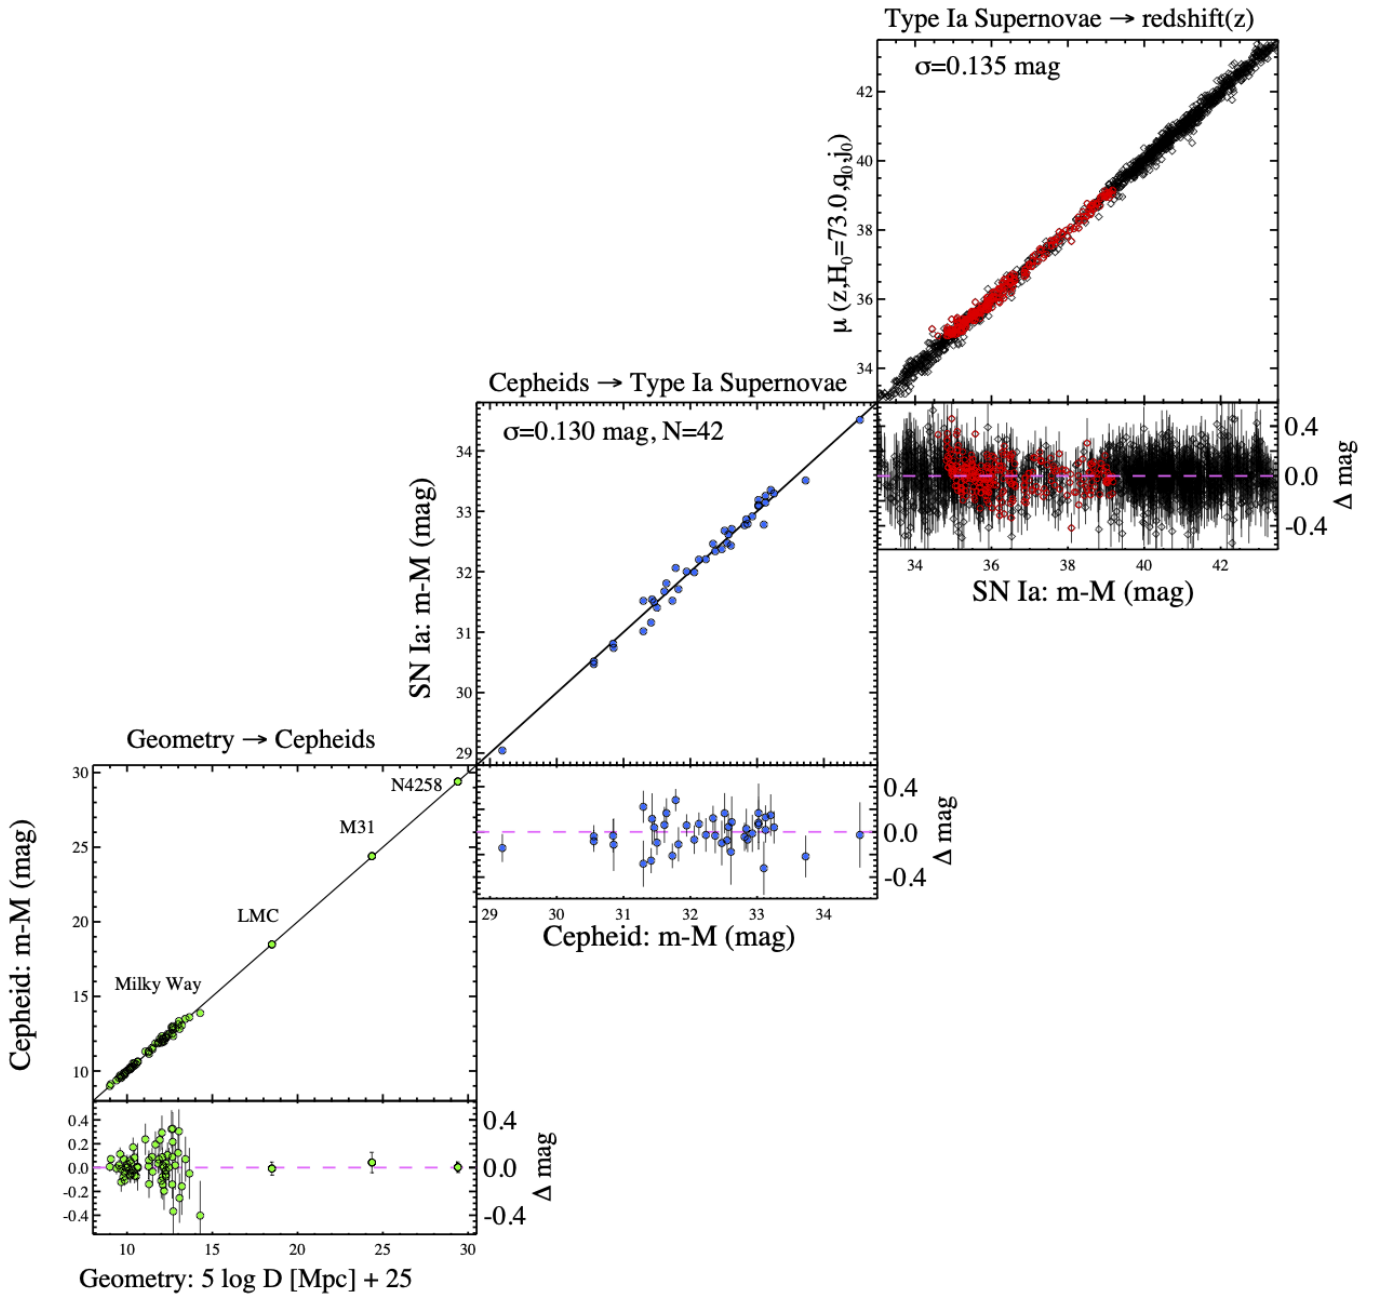 Type Ia Supernovae → redshift(z)
σ=0.135 mag
42
40
38
36
34
μ (z,H₀=73.0,q₀,j₀)
0.4
0.0
-0.4
Δ mag
34 36 38 40 42
SN Ia: m-M (mag)
Cepheids → Type Ia Supernovae
σ=0.130 mag, N=42
34
33
32
31
30
29
SN Ia: m-M (mag)
0.4
0.0
-0.4
Δ mag
29 30 31 32 33 34
Cepheid: m-M (mag)
Geometry → Cepheids
30
25
20
15
10
Cepheid: m-M (mag)
N4258
M31
LMC
Milky Way
0.4
0.2
0.0
-0.2
-0.4
0.4
0.0
-0.4
Δ mag
10 15 20 25 30
Geometry: 5 log D [Mpc] + 25